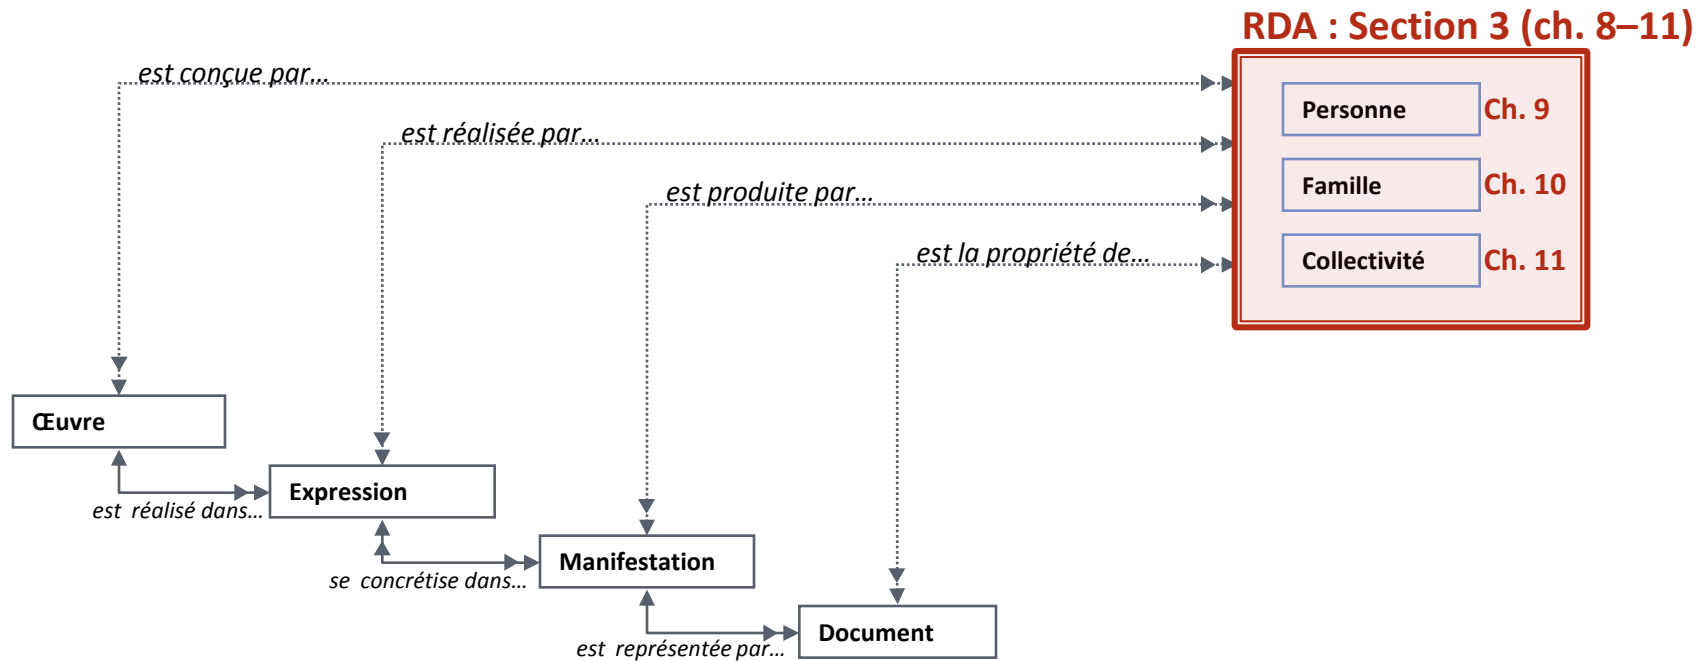 RDA : Section 3 (ch. 8–11)
est conçue par...
Personne
Ch. 9
est réalisée par...
Famille
Ch. 10
est produite par...
est la propriété de...
Collectivité
Ch. 11
Œuvre
Expression
est réalisé dans...
Manifestation
se concrétise dans...
Document
est représentée par...